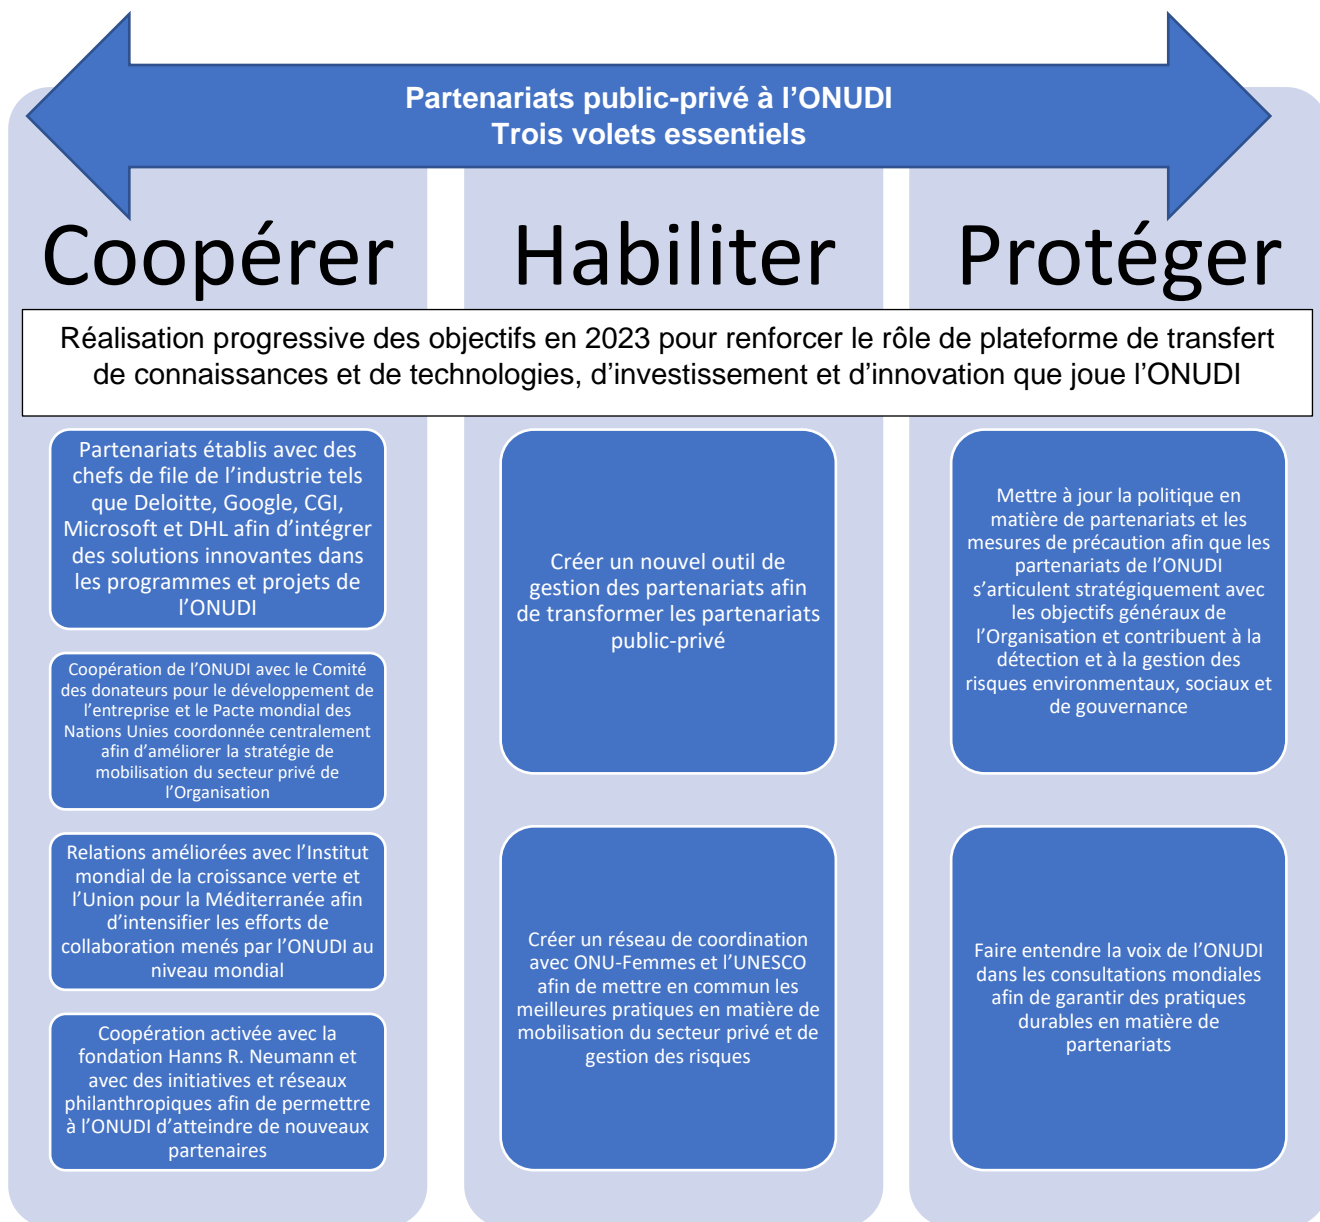 Partenariats public-privé à l’ONUDI
Trois volets essentiels
Coopérer
Habiliter
Protéger
Réalisation progressive des objectifs en 2023 pour renforcer le rôle de plateforme de transfert
de connaissances et de technologies, d’investissement et d’innovation que joue l’ONUDI
Partenariats établis avec des
chefs de file de l’industrie tels
que Deloitte, Google, CGI,
Microsoft et DHL afin d’intégrer
des solutions innovantes dans
les programmes et projets de
l’ONUDI
Coopération de l’ONUDI avec le Comité
des donateurs pour le développement de
l’entreprise et le Pacte mondial des
Nations Unies coordonnée centralement
afin d’améliorer la stratégie de
mobilisation du secteur privé de
l’Organisation
Relations améliorées avec l’Institut
mondial de la croissance verte et
l’Union pour la Méditerranée afin
d’intensifier les efforts de
collaboration menés par l’ONUDI au
niveau mondial
Coopération activée avec la
fondation Hanns R. Neumann et
avec des initiatives et réseaux
philanthropiques afin de permettre
à l’ONUDI d’atteindre de nouveaux
partenaires
Créer un nouvel outil de
gestion des partenariats afin
de transformer les partenariats
public-privé
Créer un réseau de coordination
avec ONU-Femmes et l’UNESCO
afin de mettre en commun les
meilleures pratiques en matière de
mobilisation du secteur privé et de
gestion des risques
Mettre à jour la politique en
matière de partenariats et les
mesures de précaution afin que les
partenariats de l’ONUDI
s’articulent stratégiquement avec
les objectifs généraux de
l’Organisation et contribuent à la
détection et à la gestion des
risques environmentaux, sociaux et
de gouvernance
Faire entendre la voix de l’ONUDI
dans les consultations mondiales
afin de garantir des pratiques
durables en matière de
partenariats